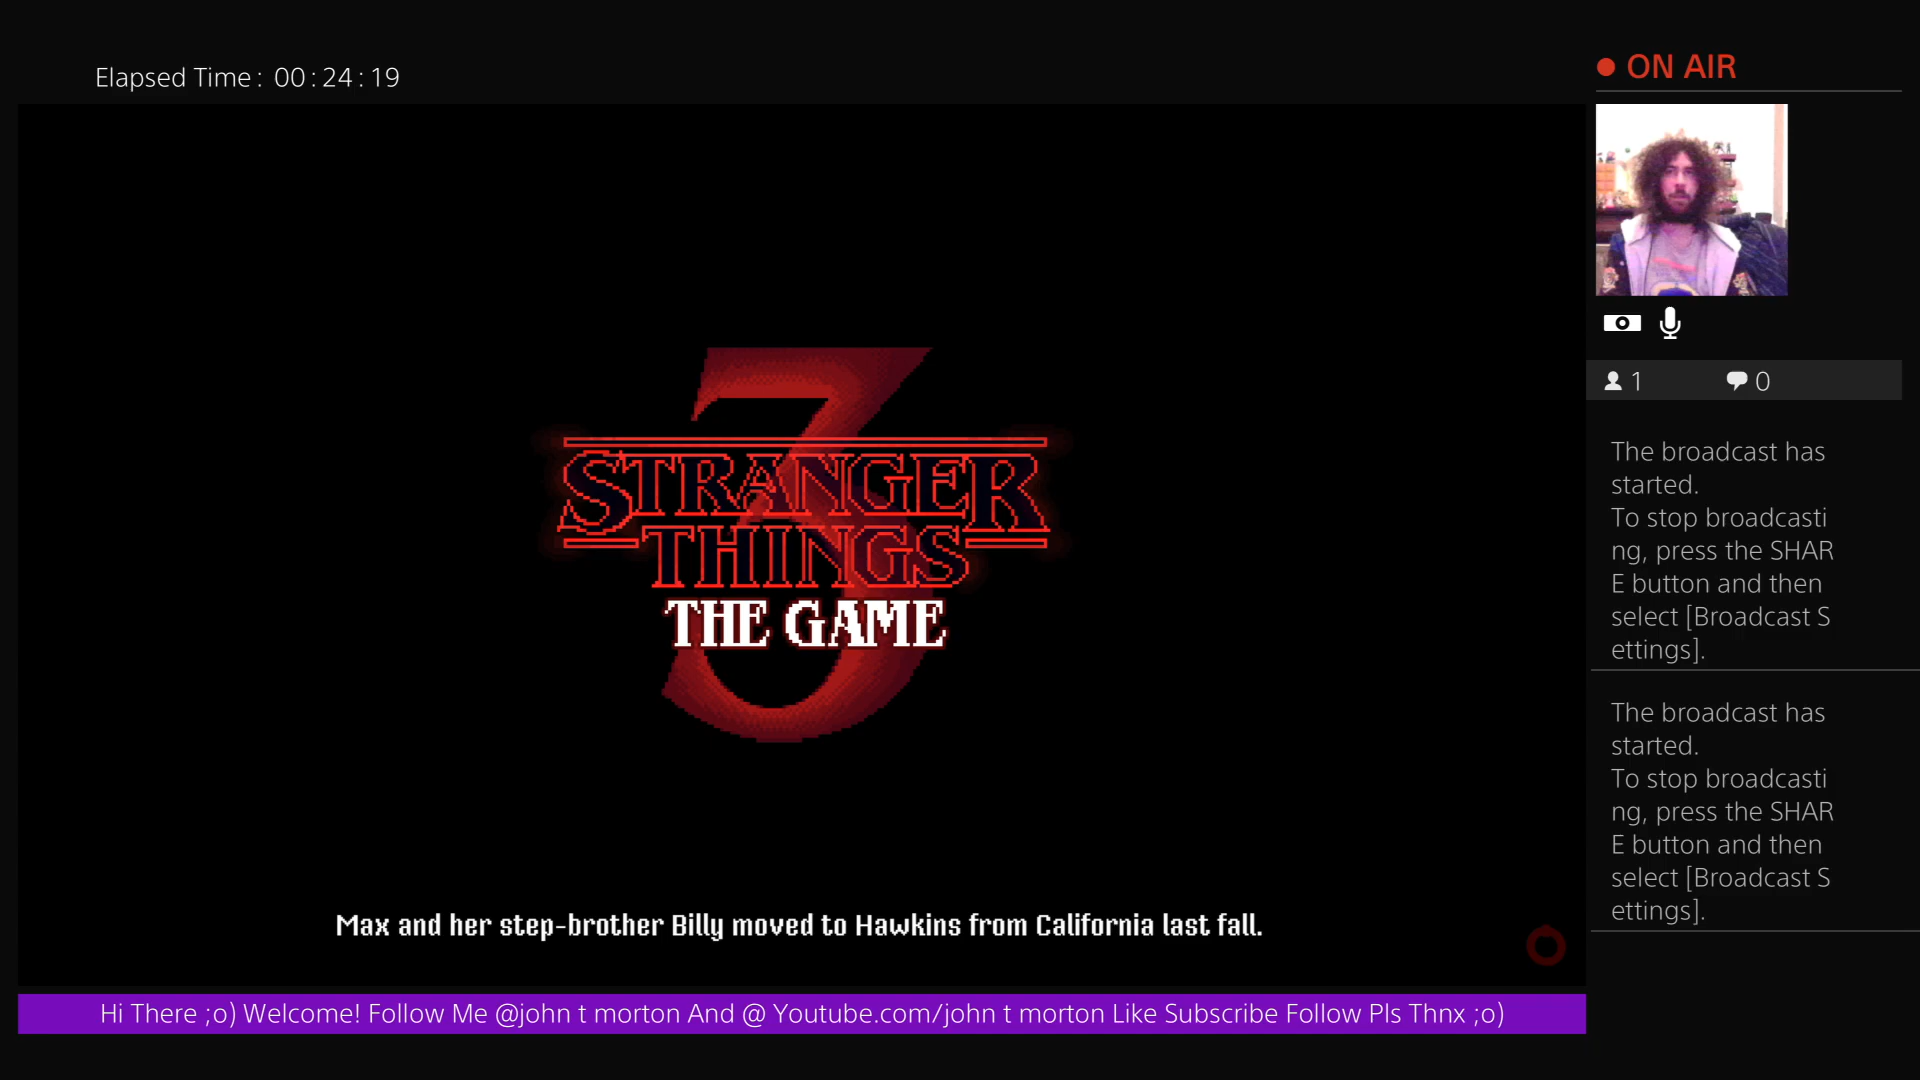 Elapsed Time: 00:24:19
ON AIR
1 0
STRANGER
3
THINGS
THE GAME
Max and her step-brother Billy moved to Hawkins from California last fall.
The broadcast has
started.
To stop broadcasti
ng, press the SHAR
E button and then
select [Broadcast S
ettings].
The broadcast has
started.
To stop broadcasti
ng, press the SHAR
E button and then
select [Broadcast S
ettings].
Hi There ;o) Welcome! Follow Me @john t morton And @ Youtube.com/john t morton Like Subscribe Follow Pls Thnx ;o)